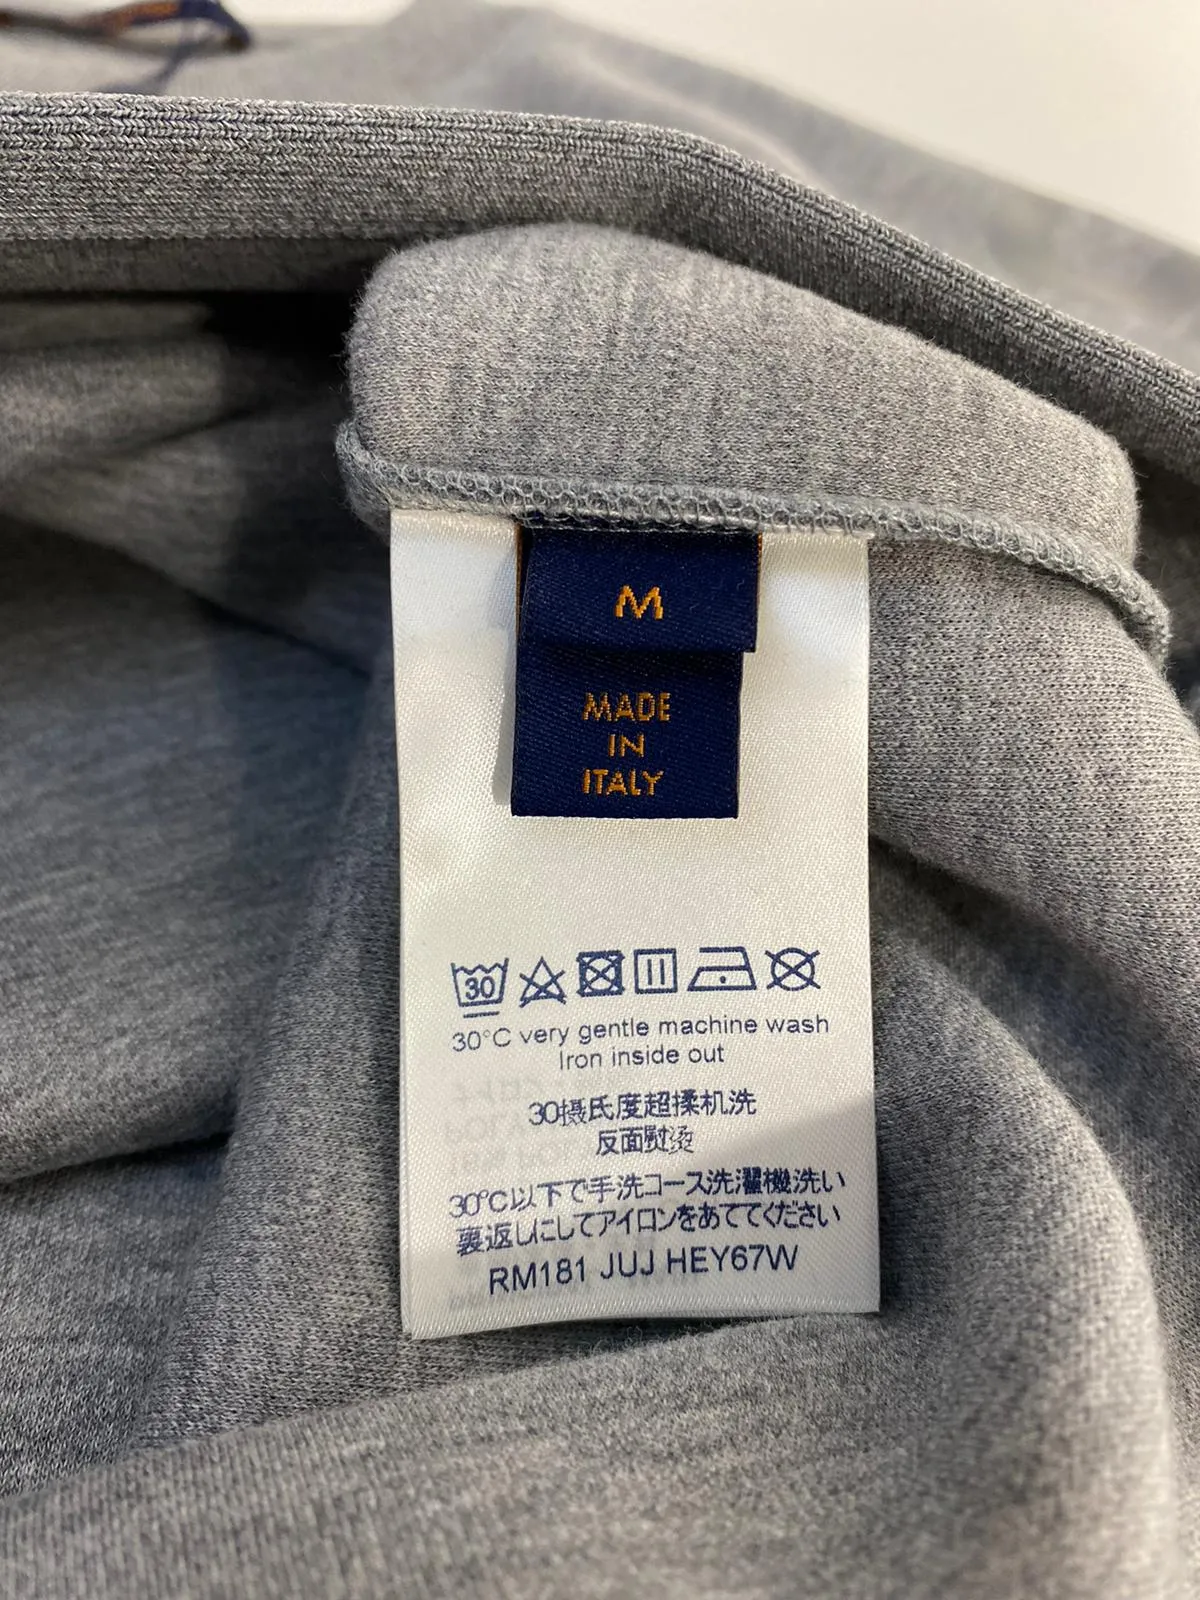 M
MADE
IN
ITALY
30
30°C very gentle machine wash
Iron inside out
30摄氏度超揉机洗
反面熨烫
30℃以下で手洗コース洗濯機洗い
裏返しにしてアイロンをあててください
RM181 JUJ HEY67W